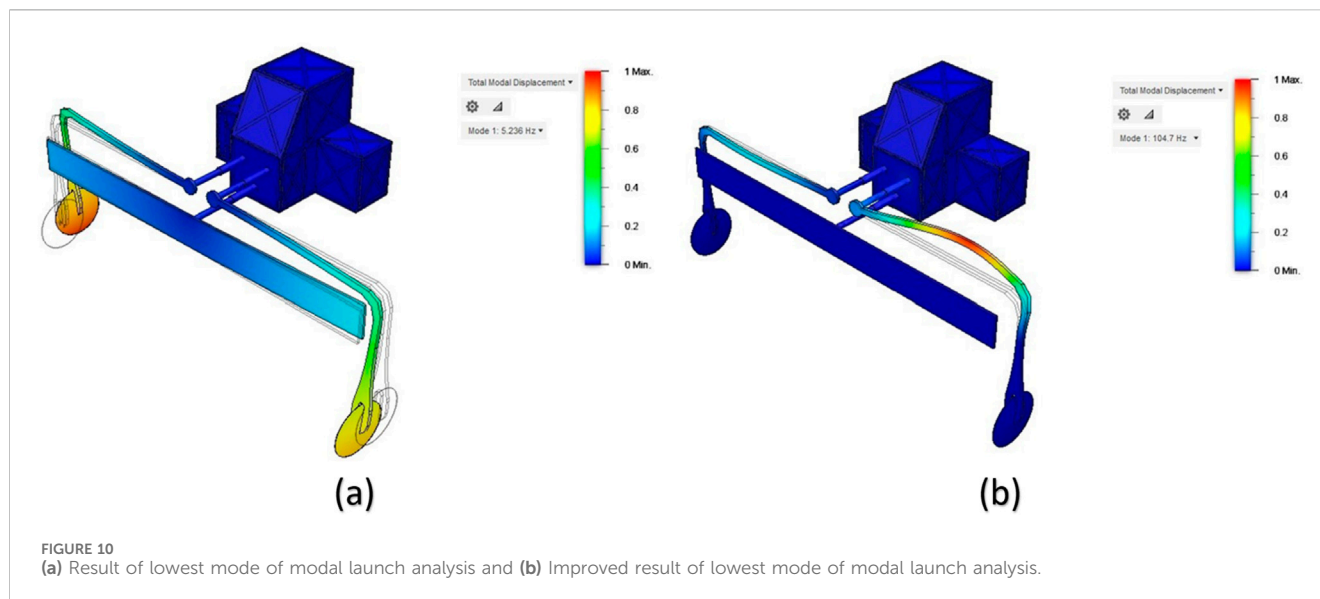 Total Modal Displacement
Mode 1: 5.236 Hz
1 Max.
0.8
0.6
0.4
0.2
0 Min.
(a)
Total Modal Displacement
Mode 1: 104.7 Hz
1 Max.
0.8
0.6
0.4
0.2
0 Min.
(b)
FIGURE 10
(a) Result of lowest mode of modal launch analysis and (b) Improved result of lowest mode of modal launch analysis.